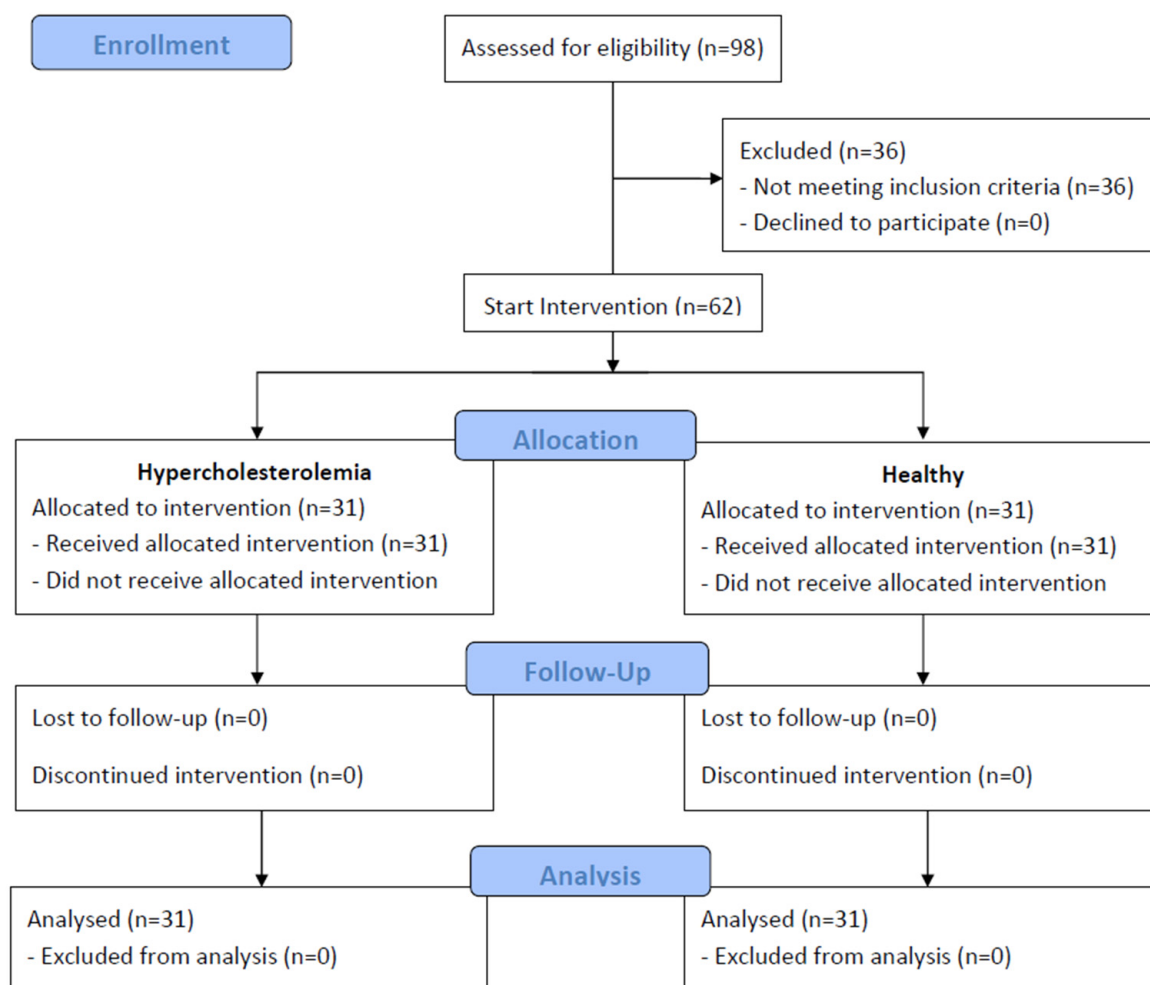 Enrollment
Assessed for eligibility (n=98)
Excluded (n=36)
- Not meeting inclusion criteria (n=36)
- Declined to participate (n=0)
Start Intervention (n=62)
Allocation
Hypercholesterolemia
Allocated to intervention (n=31)
- Received allocated intervention (n=31)
- Did not receive allocated intervention
Healthy
Allocated to intervention (n=31)
- Received allocated intervention (n=31)
- Did not receive allocated intervention
Follow-Up
Lost to follow-up (n=0)
Discontinued intervention (n=0)
Lost to follow-up (n=0)
Discontinued intervention (n=0)
Analysis
Analysed (n=31)
- Excluded from analysis (n=0)
Analysed (n=31)
- Excluded from analysis (n=0)